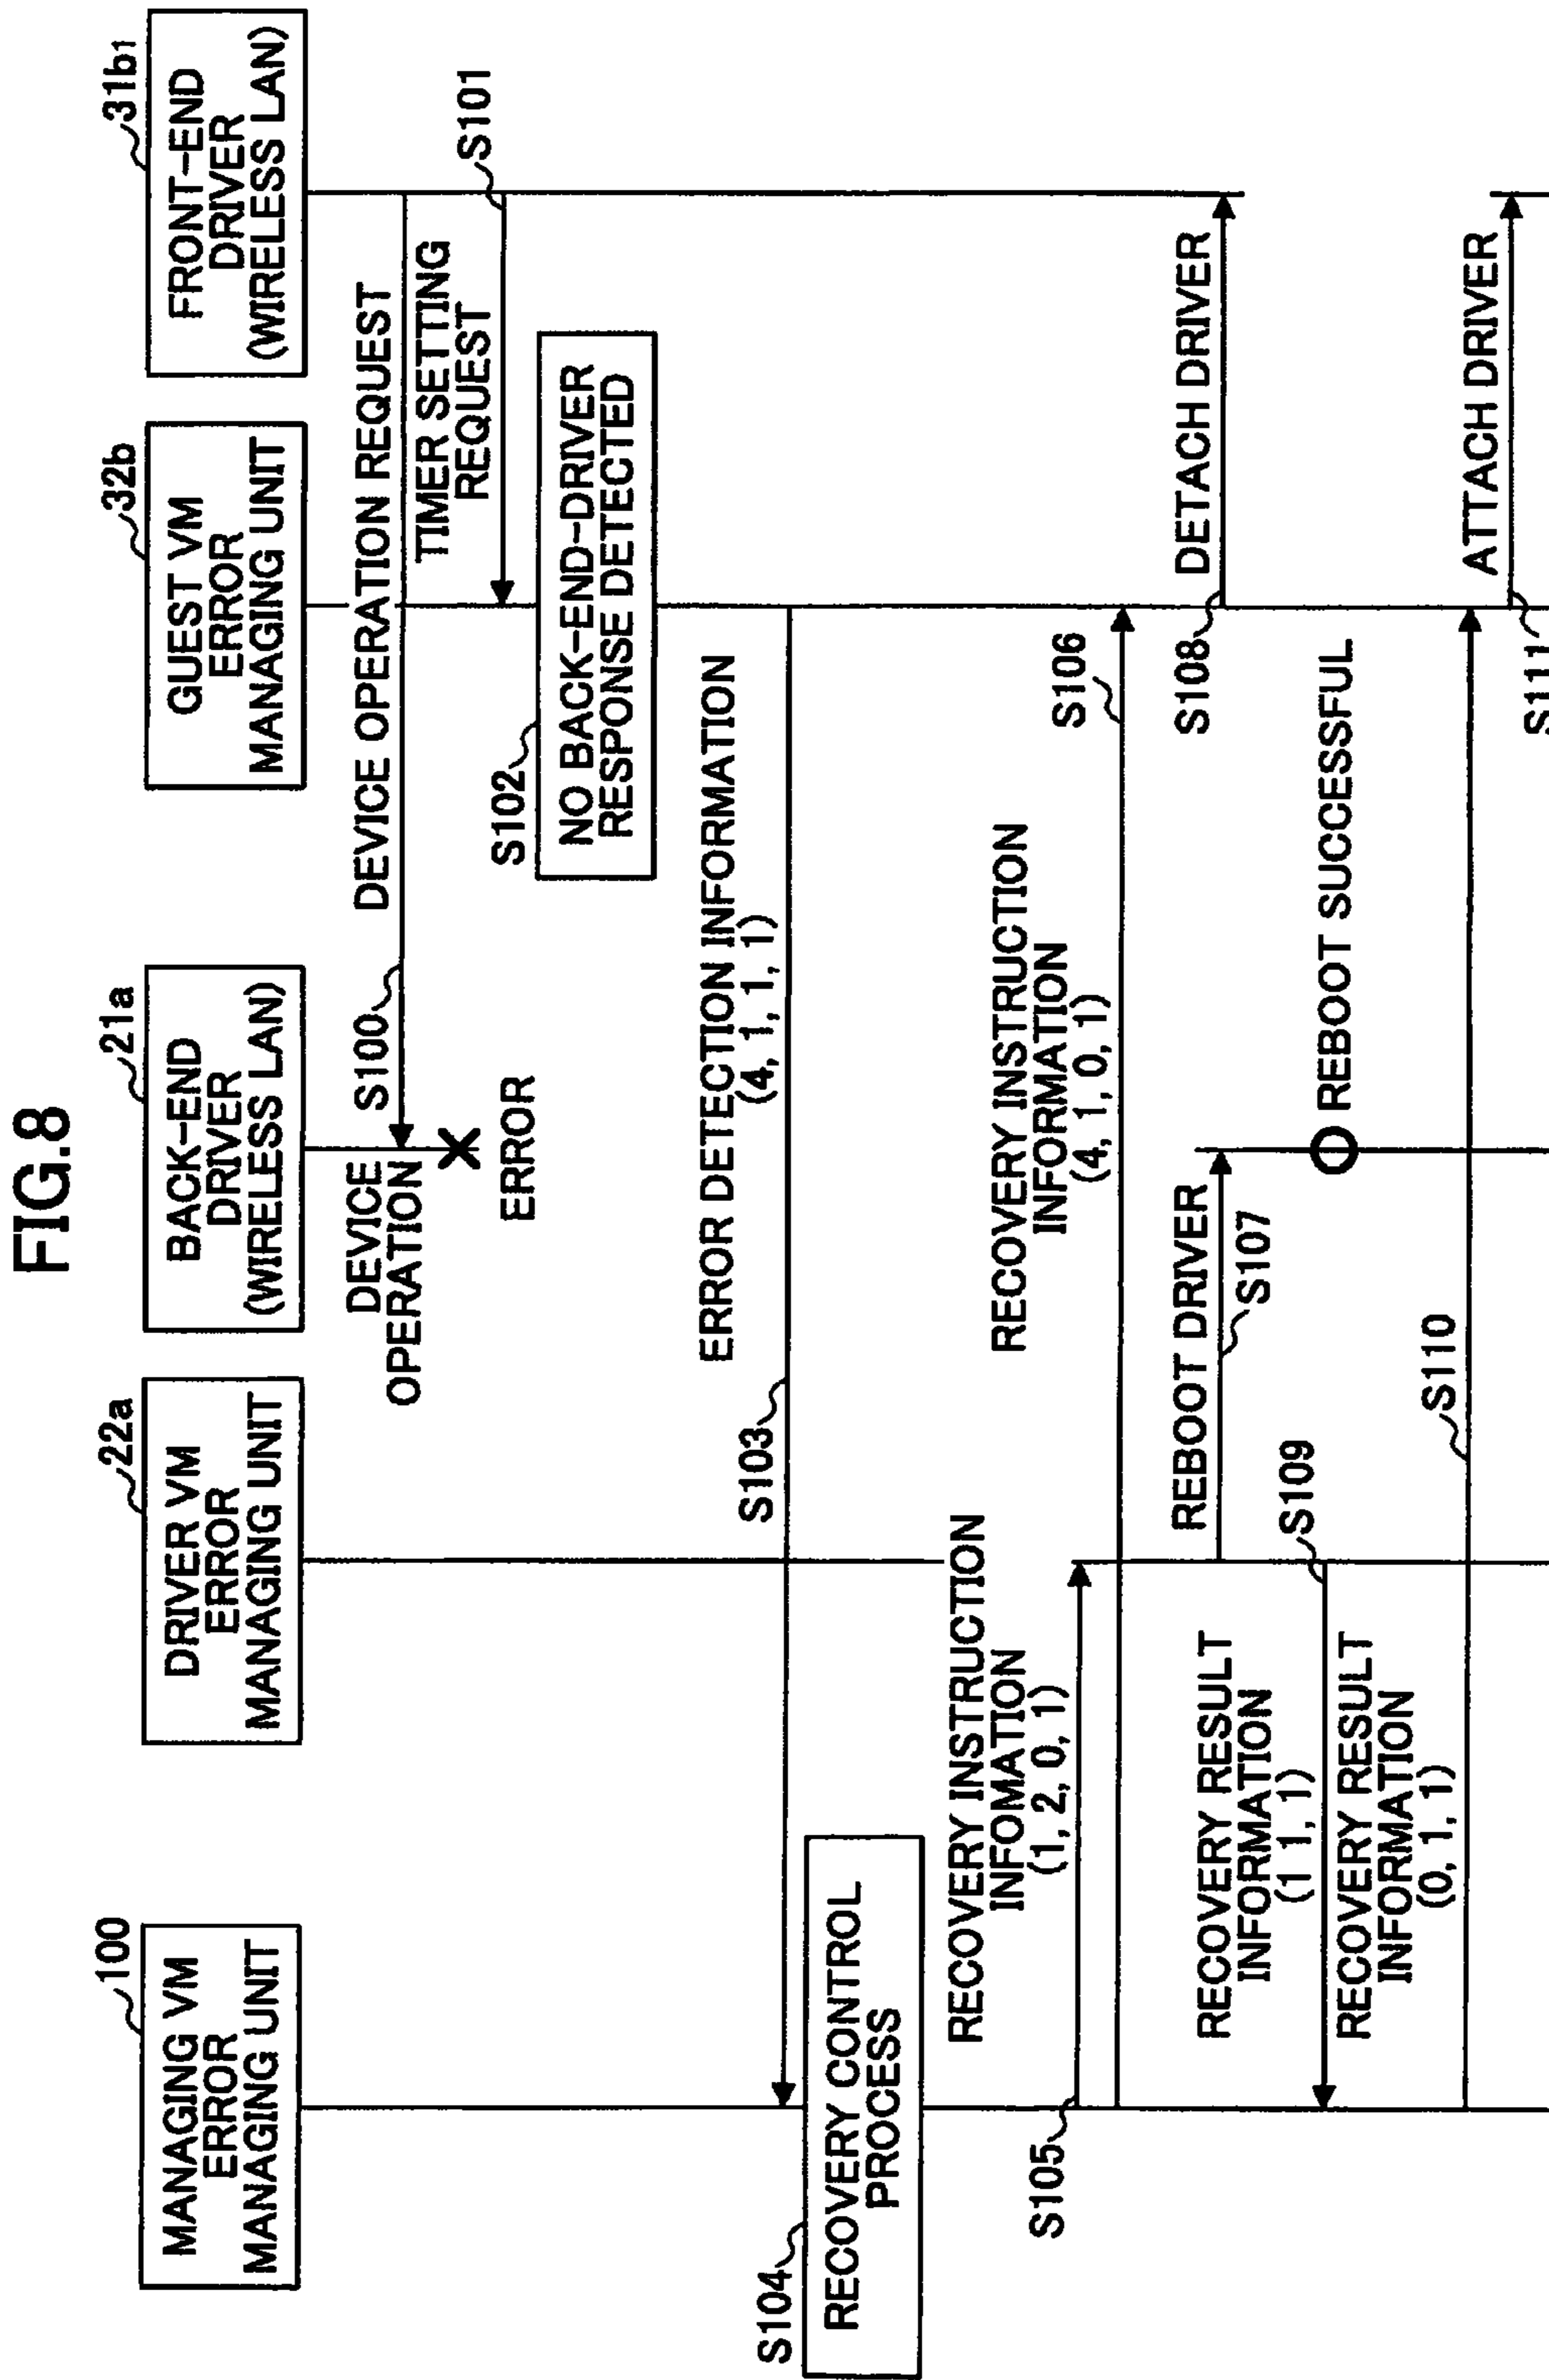 FIG.8
100
MANAGING VM
ERROR
MANAGING UNIT
22a
DRIVER VM
ERROR
MANAGING UNIT
21a
BACK-END
DRIVER
(WIRELESS LAN)
32b
GUEST VM
ERROR
MANAGING UNIT
31b1
FRONT-END
DRIVER
(WIRELESS LAN)
DEVICE
OPERATION
S100
DEVICE OPERATION REQUEST
ERROR
TIMER SETTING
REQUEST
S101
S102
NO BACK-END-DRIVER
RESPONSE DETECTED
S103
ERROR DETECTION INFORMATION
(4, 1, 1, 1)
S104
RECOVERY CONTROL
PROCESS
RECOVERY INSTRUCTION
INFOMATION
(1, 2, 0, 1)
S105
RECOVERY INSTRUCTION
INFORMATION
(4, 1, 0, 1)
S106
REBOOT DRIVER
S107
S108
DETACH DRIVER
RECOVERY RESULT
INFORMATION
(1 1, 1)
S109
REBOOT SUCCESSFUL
RECOVERY RESULT
INFORMATION
(0, 1, 1)
S110
ATTACH DRIVER
S111